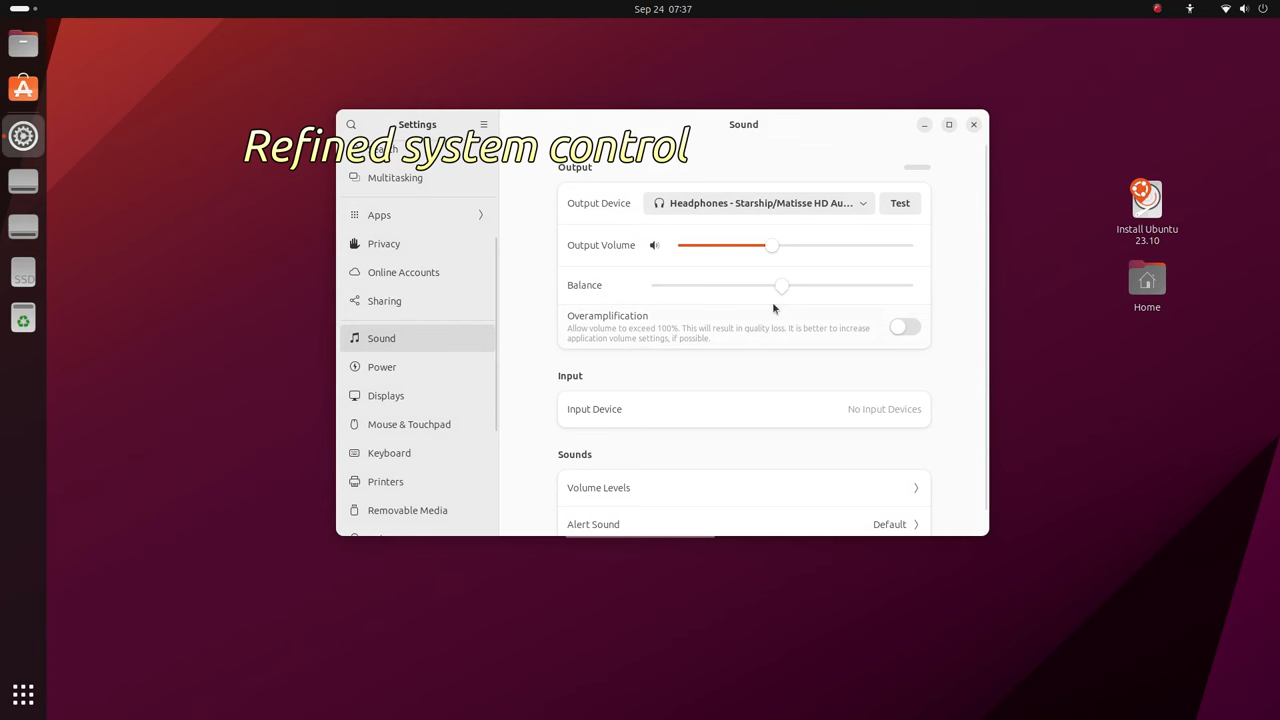 Sep 24 07:37
Settings
Sound
Refined system control
Multitasking
Apps
Privacy
Online Accounts
Sharing
Sound
Power
Displays
Mouse & Touchpad
Keyboard
Printers
Removable Media
Output
Output Device
Headphones - Starship/Matisse HD Au...
Test
Output Volume
Balance
Overamplification
Allow volume to exceed 100%. This will result in quality loss. It is better to increase
application volume settings, if possible.
Input
Input Device
No Input Devices
Sounds
Volume Levels
Alert Sound
Default
SSD
Install Ubuntu
23.10
Home